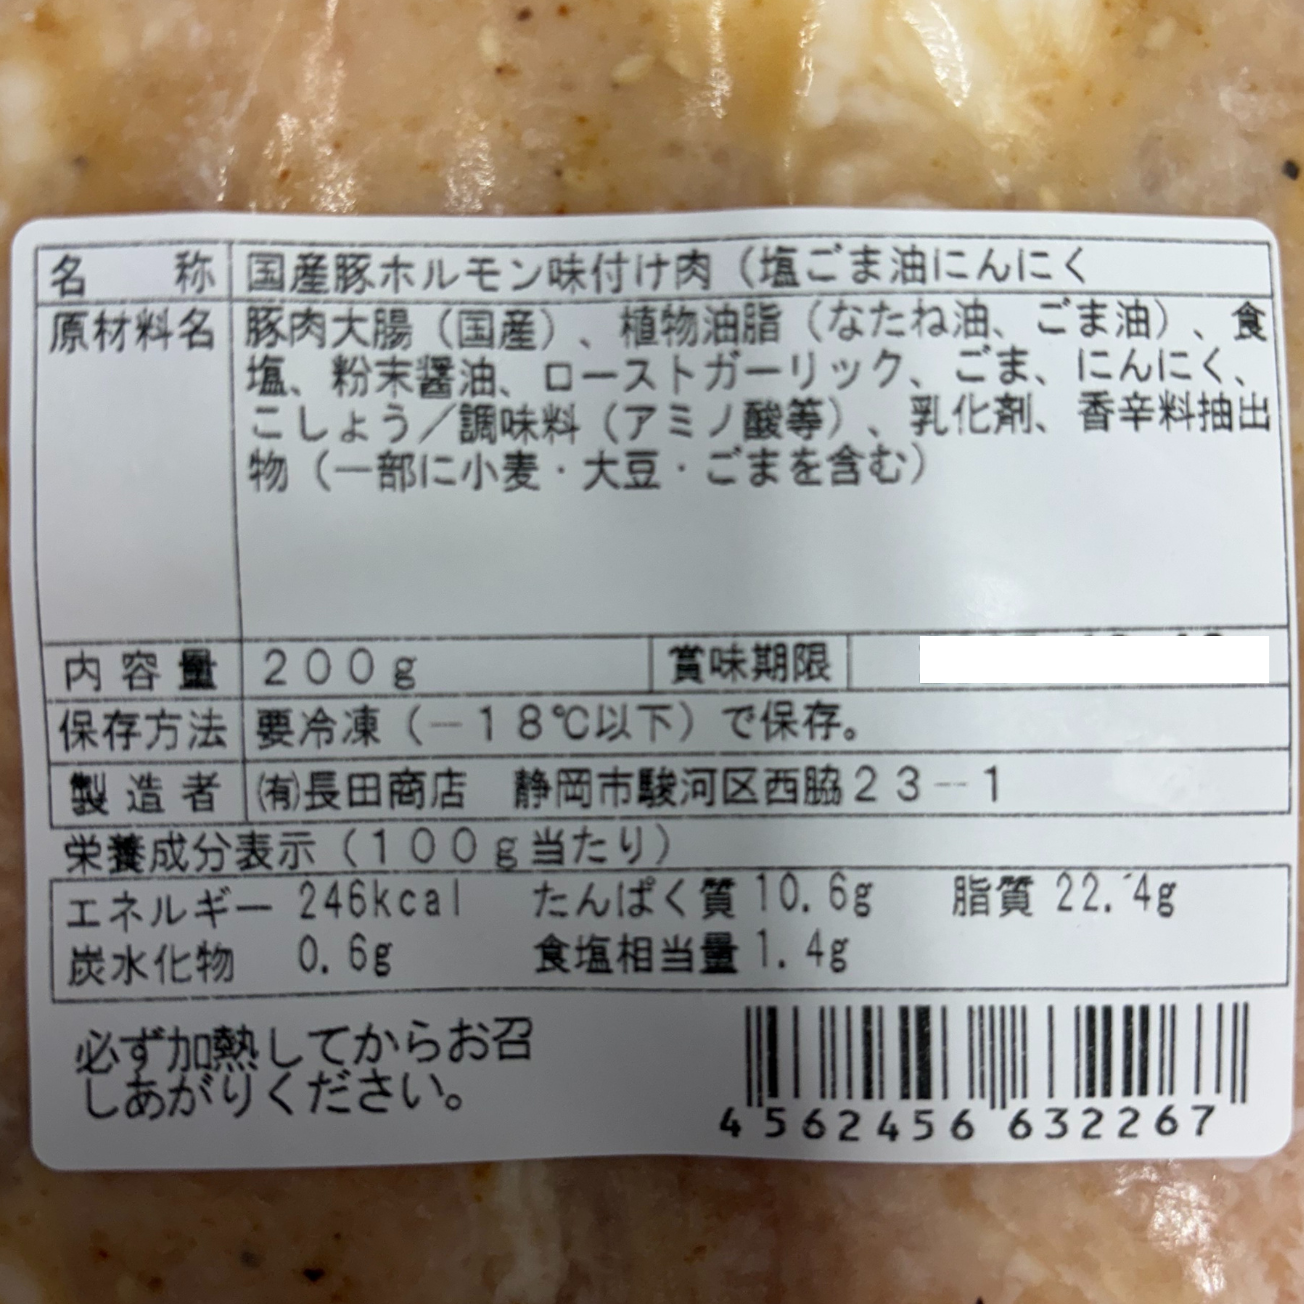 名　称 国産豚ホルモン味付け肉（塩ごま油にんにく
原材料名 豚肉大腸（国産）、植物油脂（なたね油、ごま油）、食
塩、粉末醤油、ローストガーリック、ごま、にんにく、
こしょう／調味料（アミノ酸等）、乳化剤、香辛料抽出
物（一部に小麦・大豆・ごまを含む）
内容量 200g 賞味期限
保存方法 要冷凍（－18℃以下）で保存。
製造者 ㈲長田商店　静岡市駿河区西脇23－1
栄養成分表示（100g当たり）
エネルギー 246kcal たんぱく質 10.6g 脂質 22.4g
炭水化物 0.6g 食塩相当量 1.4g
必ず加熱してからお召
しあがりください。
4562456632267